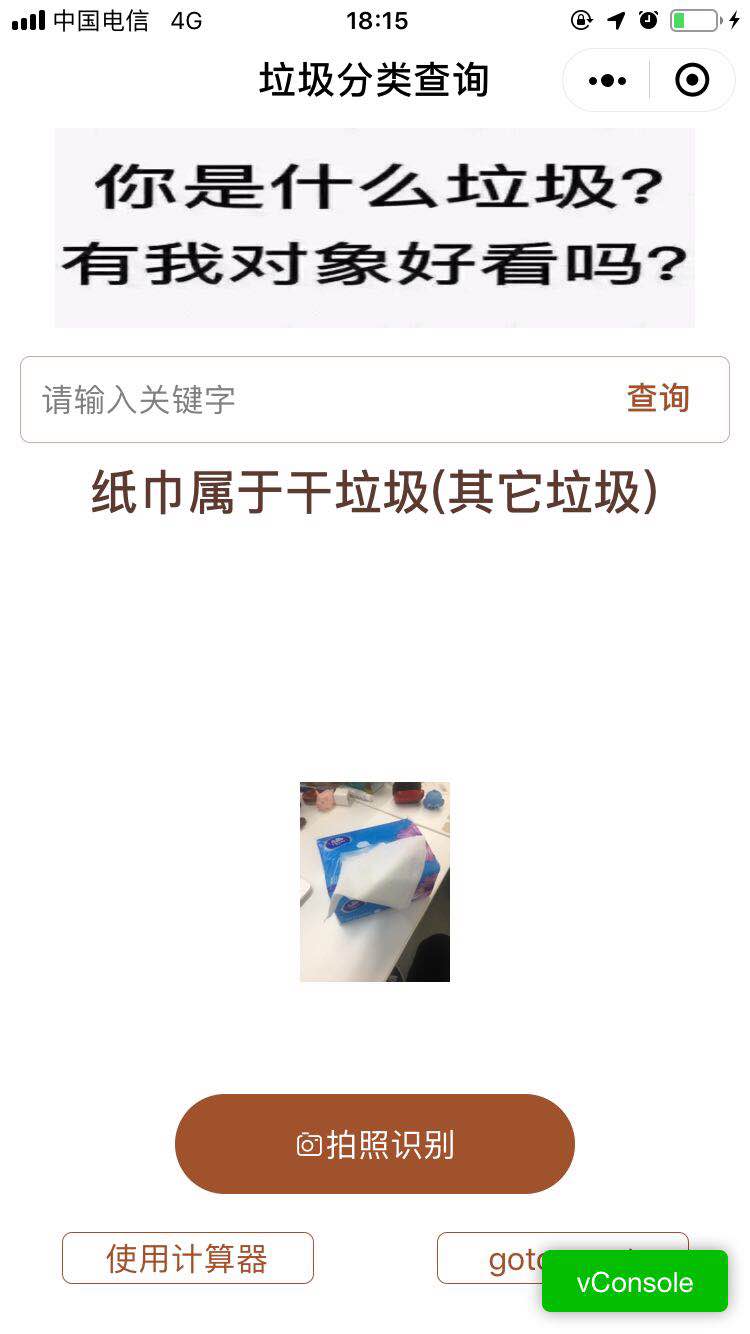 中国电信 4G 18:15
垃圾分类查询
你是什么垃圾?
有我对象好看吗?
请输入关键字 查询
纸巾属于干垃圾(其它垃圾)
拍照识别
使用计算器
vConsole